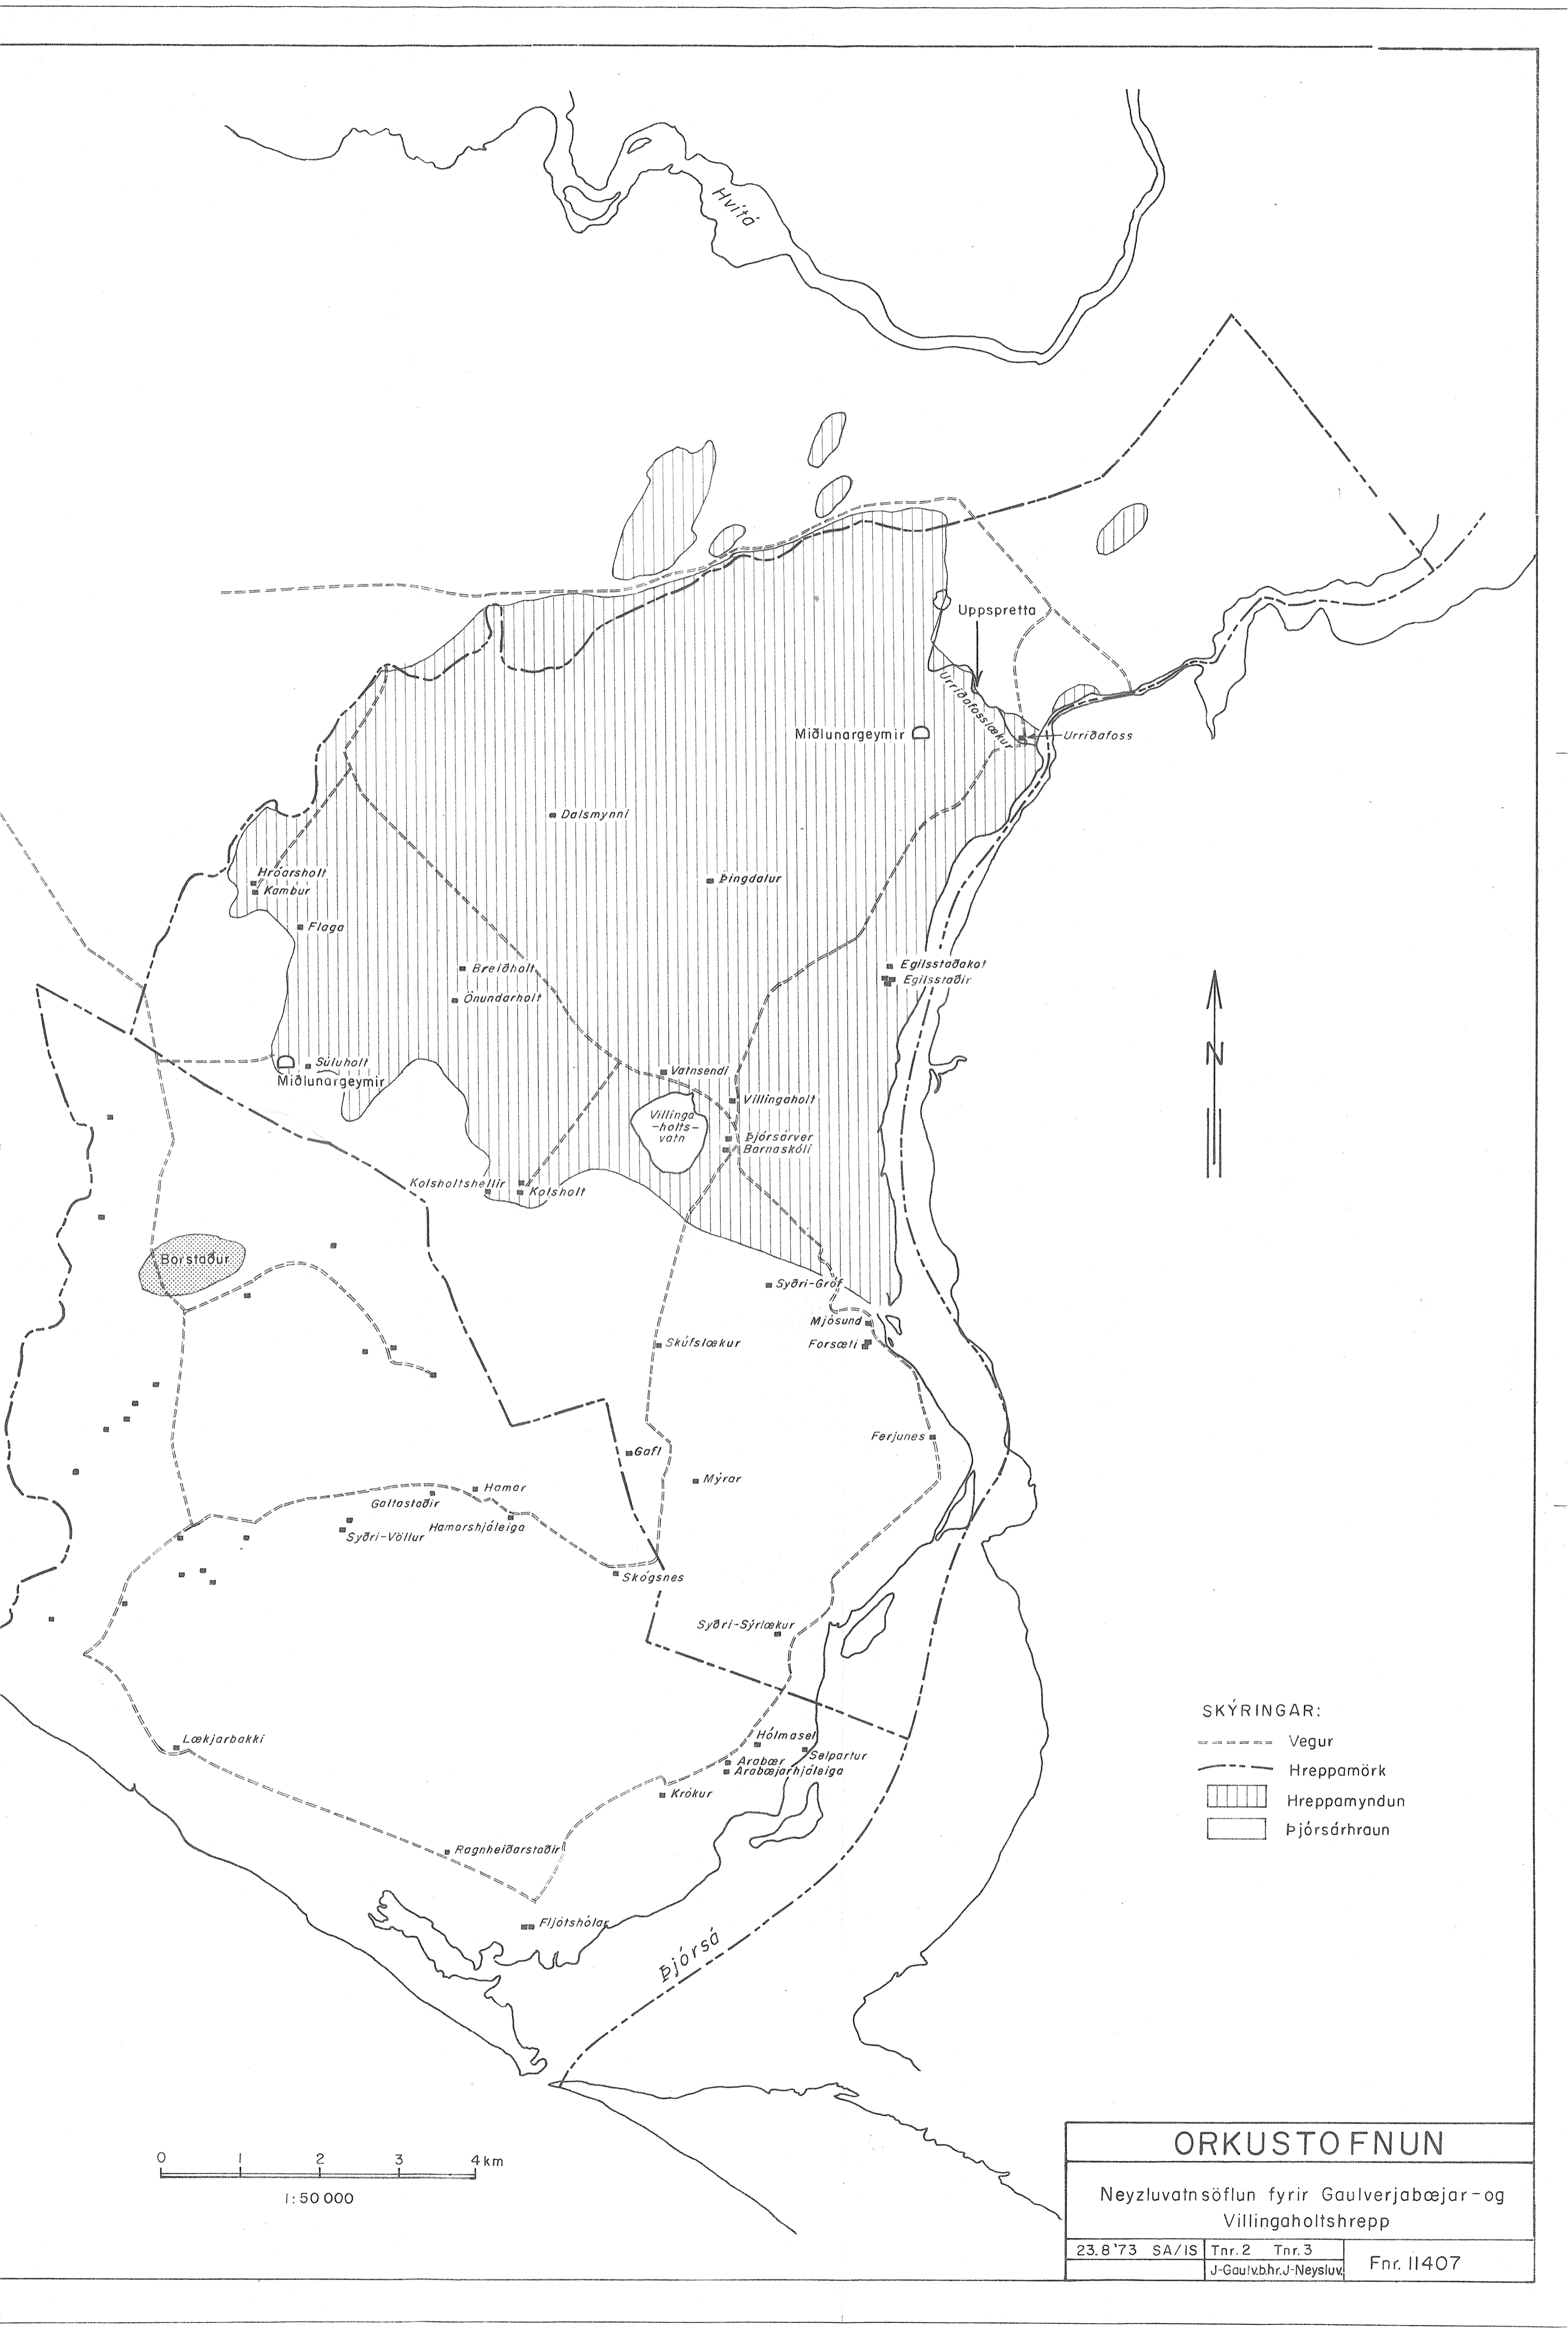 Hvítá
Uppspretta
Urriðafosslækur
Miðlunargeymir
Urriðafoss
Dalsmynni
Þingdalur
Hróarsholt
Kambur
Flaga
Breiðholt
Önundarholt
Egilsstaðakot
Egilsstaðir
N
Súluholt
Miðlunargeymir
Vatnsendi
Villingaholt
Villinga
-holts-
vatn
Þjórsárver
Barnaskóli
Kolsholtshellir
Kolsholt
Borstaður
Syðri-Gróf
Mjósund
Forsæti
Skúfslækur
Ferjunes
Gafl
Mýrar
Hamar
Galtastaðir
Hamarshjáleiga
Syðri-Völlur
Skógsnes
Syðri-Sýrlækur
Lækjarbakki
Hólmasel
Selpartur
Arabær
Arabæjarhjáleiga
Krókur
Ragnheiðarstaðir
Fljótshólar
Þjórsá
SKÝRINGAR:
Vegur
Hreppamörk
Hreppamyndun
Þjórsárhraun
0 1 2 3 4 km
1:50 000
ORKUSTOFNUN
Neyzluvatnsöflun fyrir Gaulverjabæjar-og
Villingaholtshrepp
23.8'73 SA/IS Tnr. 2 Tnr. 3
J-Gaulv.b.hr. J-Neysluv.
Fnr. 11407